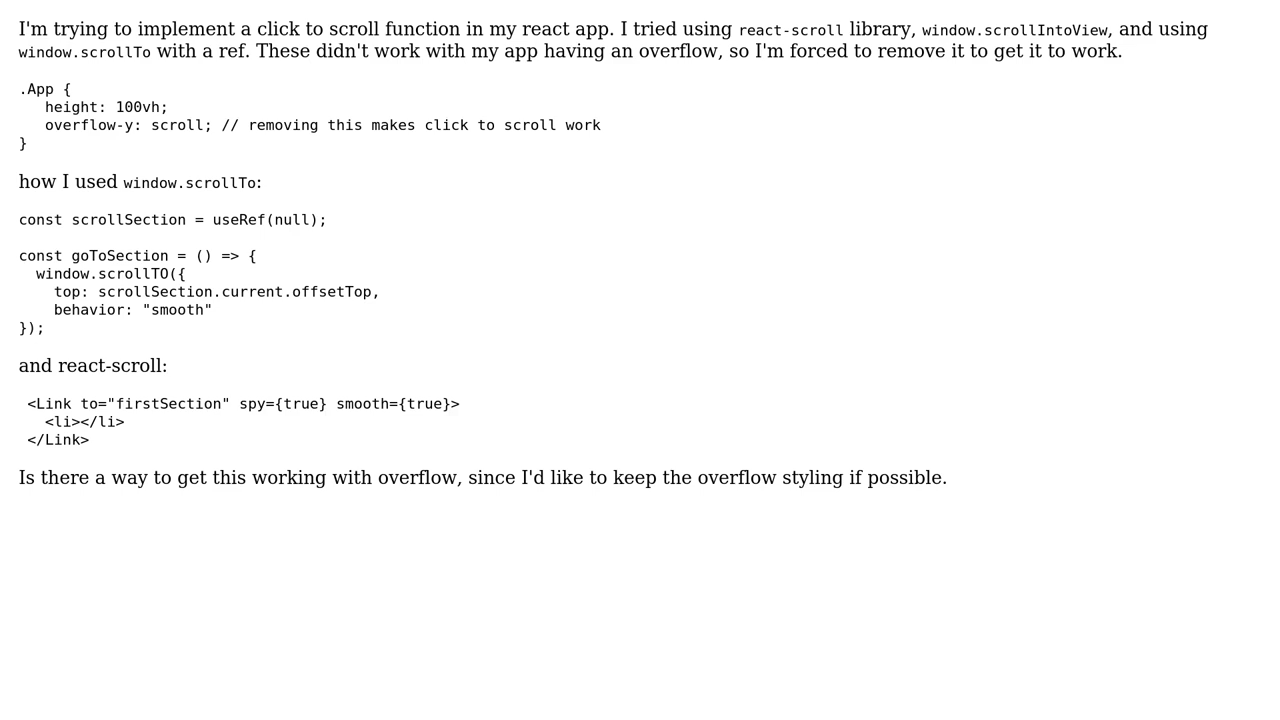 I'm trying to implement a click to scroll function in my react app. I tried using react-scroll library, window.scrollIntoView, and using
window.scrollTo with a ref. These didn't work with my app having an overflow, so I'm forced to remove it to get it to work.
.App {
   height: 100vh;
   overflow-y: scroll; // removing this makes click to scroll work
}
how I used window.scrollTo:
const scrollSection = useRef(null);
const goToSection = () => {
  window.scrollTO({
    top: scrollSection.current.offsetTop,
    behavior: "smooth"
});
and react-scroll:
 <Link to="firstSection" spy={true} smooth={true}>
   <li></li>
 </Link>
Is there a way to get this working with overflow, since I'd like to keep the overflow styling if possible.